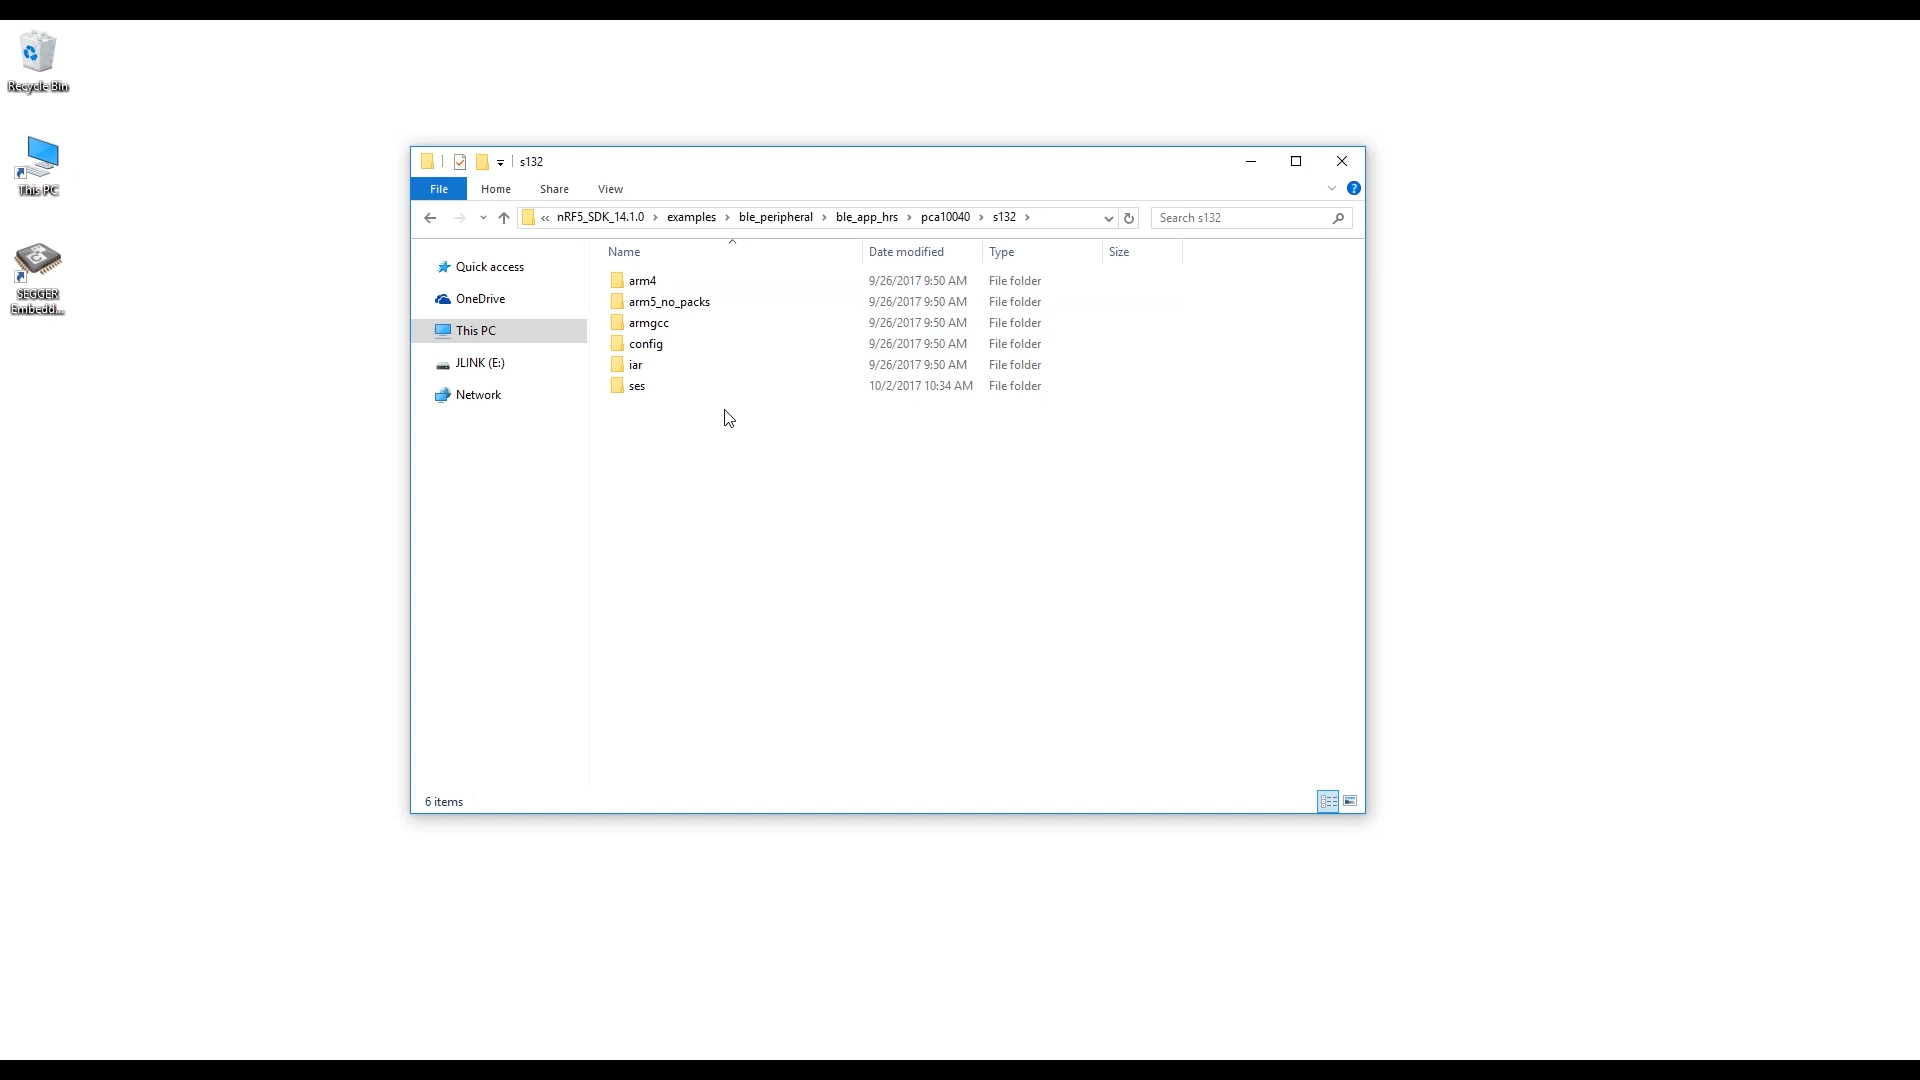 Recycle Bin
This PC
SEGGER
Embedd...
s132
File Home Share View
« nRF5_SDK_14.1.0 > examples > ble_peripheral > ble_app_hrs > pca10040 > s132 >
Search s132
Name Date modified Type Size
Quick access
OneDrive
This PC
JLINK (E:)
Network
arm4 9/26/2017 9:50 AM File folder
arm5_no_packs 9/26/2017 9:50 AM File folder
armgcc 9/26/2017 9:50 AM File folder
config 9/26/2017 9:50 AM File folder
iar 9/26/2017 9:50 AM File folder
ses 10/2/2017 10:34 AM File folder
6 items